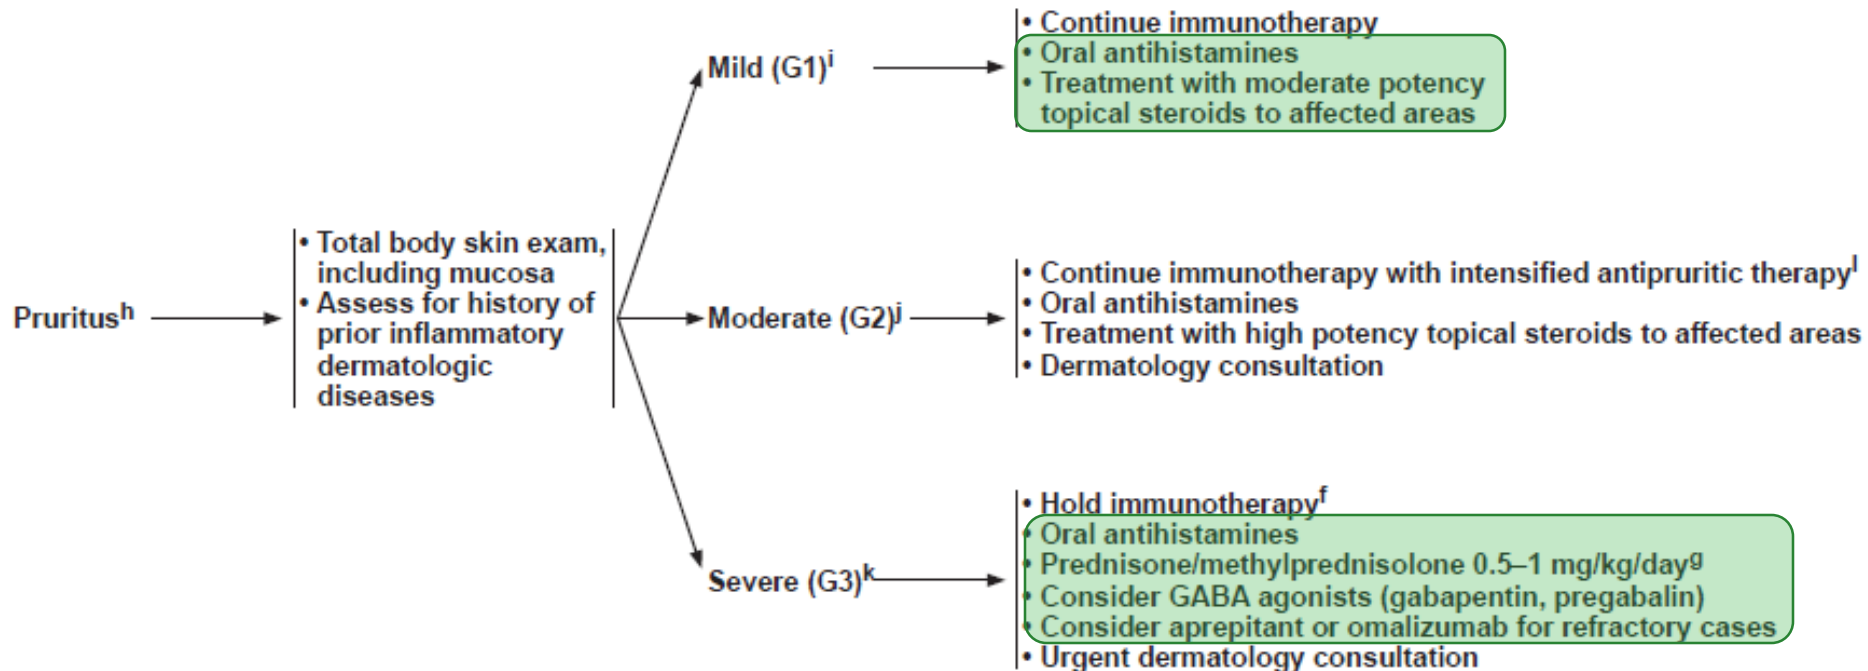 Pruritusʰ
• Total body skin exam,
including mucosa
• Assess for history of
prior inflammatory
dermatologic
diseases
Mild (G1)ⁱ
• Continue immunotherapy
• Oral antihistamines
• Treatment with moderate potency
topical steroids to affected areas
Moderate (G2)ʲ
• Continue immunotherapy with intensified antipruritic therapyˡ
• Oral antihistamines
• Treatment with high potency topical steroids to affected areas
• Dermatology consultation
Severe (G3)ᵏ
• Hold immunotherapyᶠ
• Oral antihistamines
• Prednisone/methylprednisolone 0.5–1 mg/kg/dayᵍ
• Consider GABA agonists (gabapentin, pregabalin)
• Consider aprepitant or omalizumab for refractory cases
• Urgent dermatology consultation